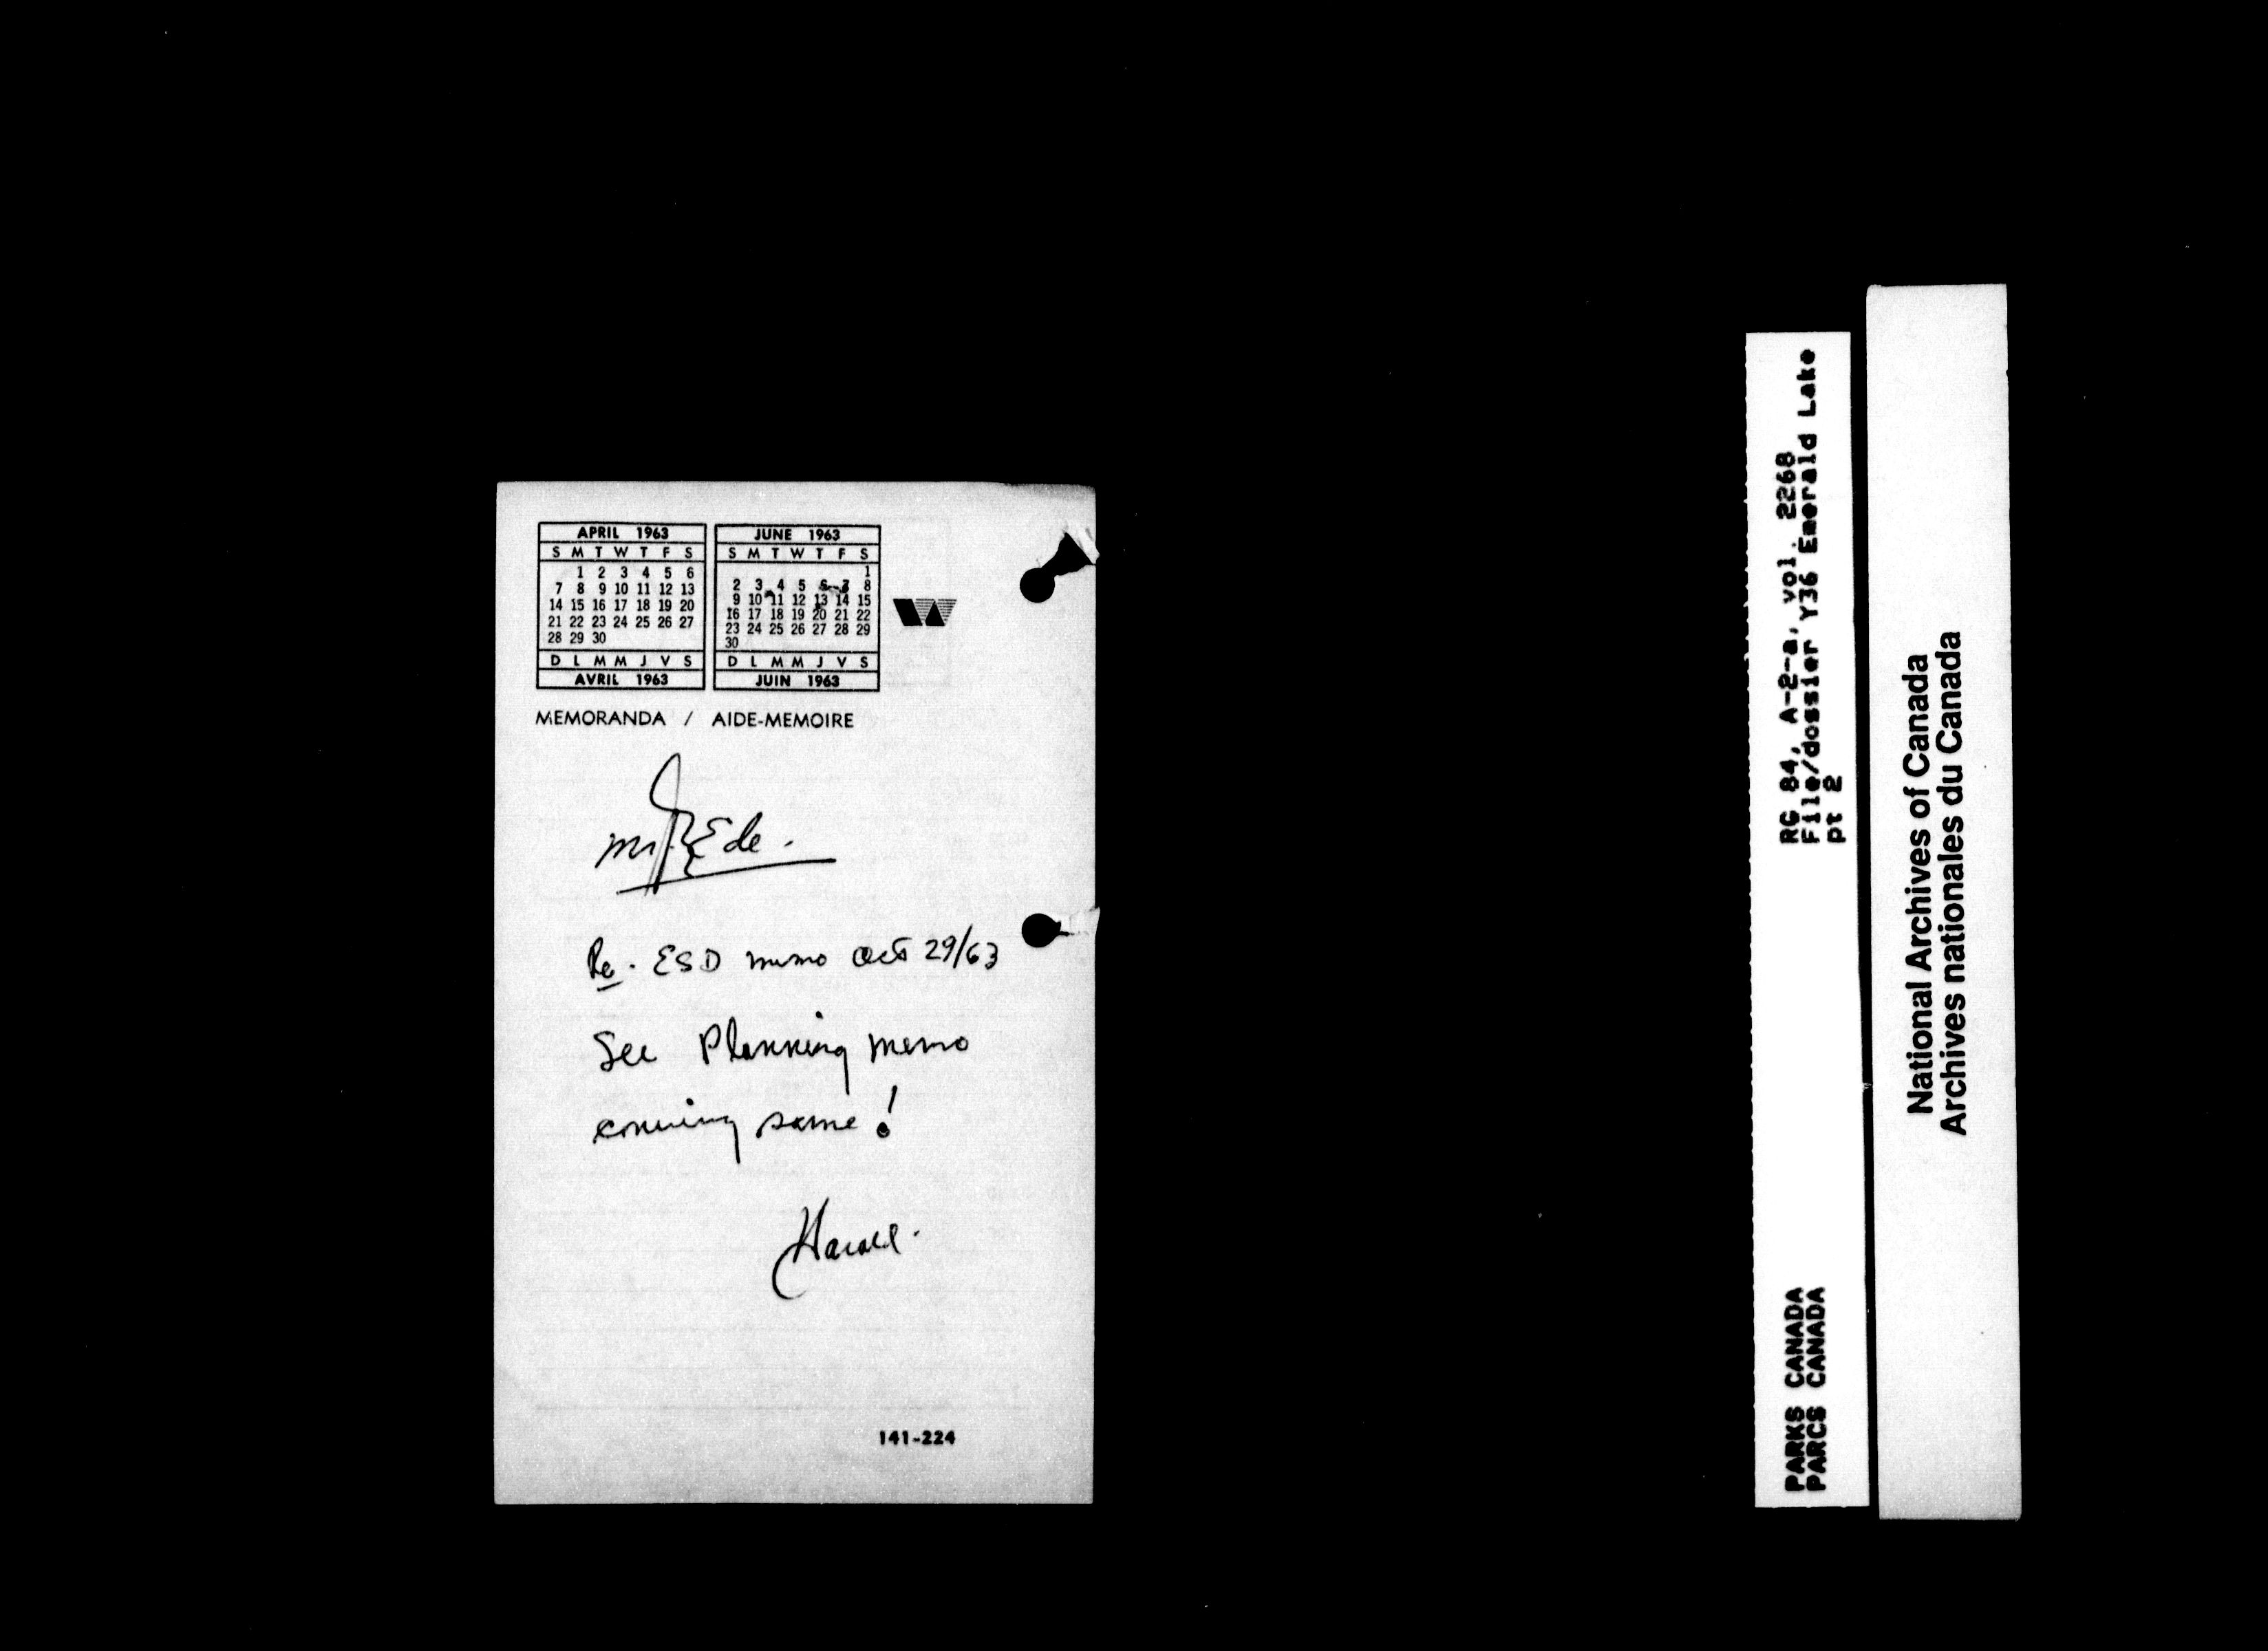 APRIL 1963
S M T W T F S
1 2 3 4 5 6
7 8 9 10 11 12 13
14 15 16 17 18 19 20
21 22 23 24 25 26 27
28 29 30
D L M M J V S
AVRIL 1963
JUNE 1963
S M T W T F S
1
2 3 4 5 6 7 8
9 10 11 12 13 14 15
16 17 18 19 20 21 22
23 24 25 26 27 28 29
30
D L M M J V S
JUIN 1963
MEMORANDA / AIDE-MEMOIRE
Mr. Ede.
Re. ESD memo Oct 29/63
See Planning memo
same!
Harold.
141-224
RG 84, A-2-a, vol. 2268
File/dossier Y36 Emerald Lake
pt 2
PARKS CANADA
PARCS CANADA
National Archives of Canada
Archives nationales du Canada